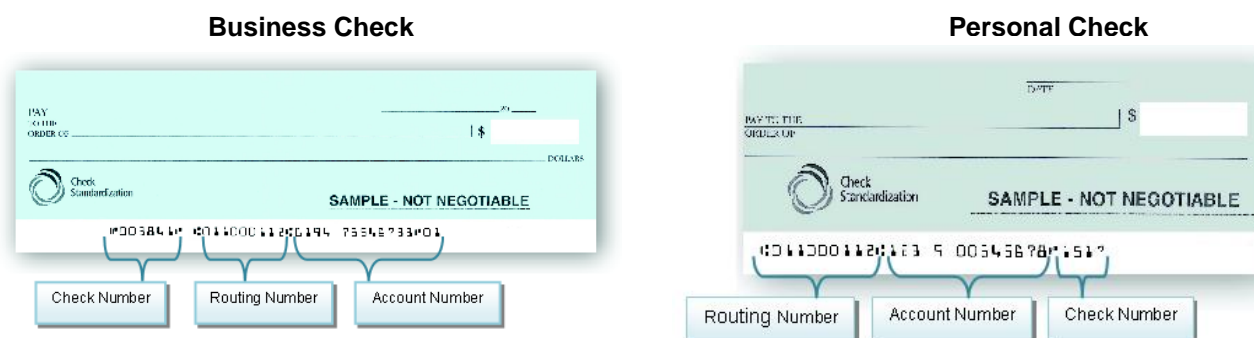 Business Check
Personal Check
PAY
TO THE
ORDER OF
20
$
DOLLARS
Check
Standardization
SAMPLE - NOT NEGOTIABLE
Check Number
Routing Number
Account Number
DATE
PAY TO THE
ORDER OF
$
Check
Standardization
SAMPLE - NOT NEGOTIABLE
Routing Number
Account Number
Check Number